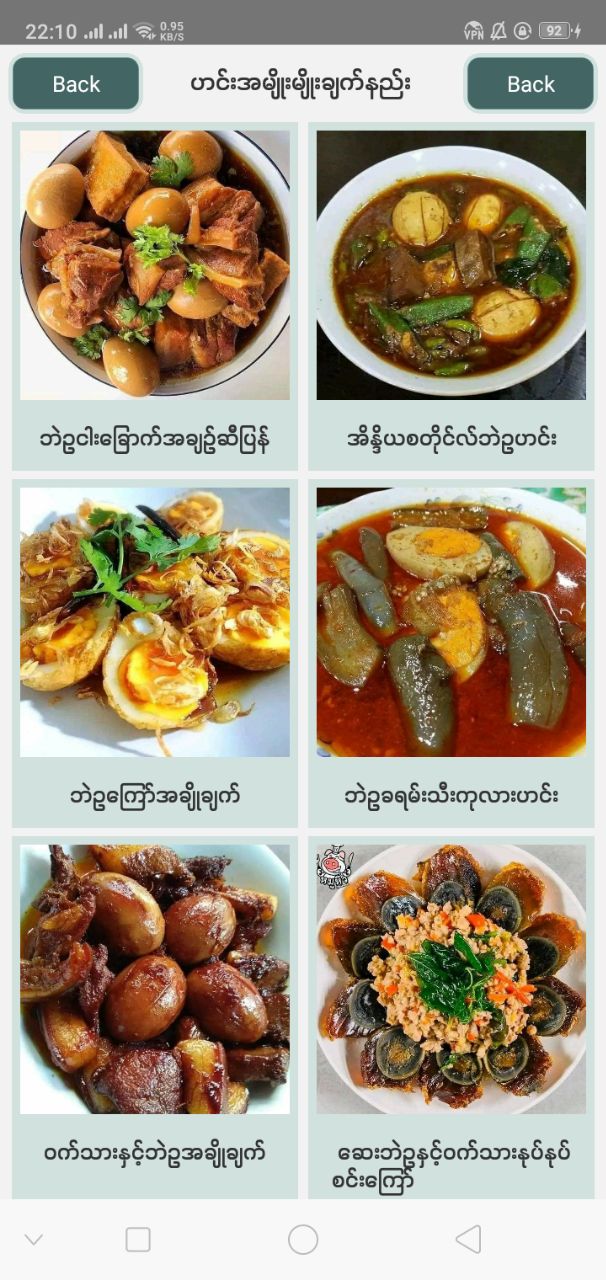 22:10
0.95
KB/S
VPN
92
Back
ဟင်းအမျိုးမျိုးချက်နည်း
Back
ဘဲဥငါးခြောက်အချဥ်ဆီပြန်
အိန္ဒိယစတိုင်လ်ဘဲဥဟင်း
ဘဲဥကြော်အချိုချက်
ဘဲဥခရမ်းသီးကုလားဟင်း
ဝက်သားနှင့်ဘဲဥအချိုချက်
ဆေးဘဲဥနှင့်ဝက်သားနုပ်နုပ်
စင်းကြော်